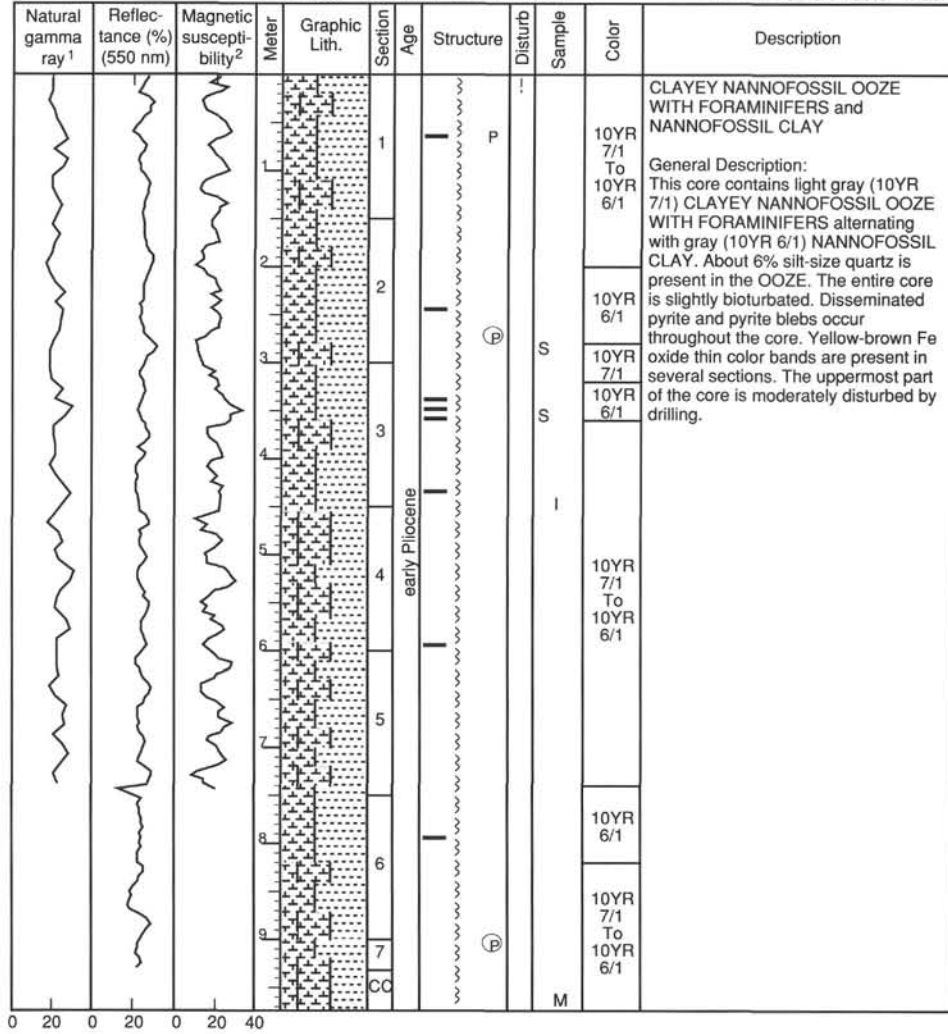 Natural
gamma
ray 1
Reflec-
tance (%)
(550 nm)
Magnetic
suscepti-
bility2
Meter
Graphic
Lith.
Section
Age
Structure
Disturb
Sample
Color
Description
1
2
3
4
5
6
7
8
9
1
2
3
4
5
6
7
CC
early Pliocene
P
P
P
!
S
S
I
M
10YR
7/1
To
10YR
6/1
10YR
6/1
10YR
7/1
10YR
6/1
10YR
7/1
To
10YR
6/1
10YR
6/1
10YR
7/1
To
10YR
6/1
CLAYEY NANNOFOSSIL OOZE
WITH FORAMINIFERS and
NANNOFOSSIL CLAY
General Description:
This core contains light gray (10YR
7/1) CLAYEY NANNOFOSSIL OOZE
WITH FORAMINIFERS alternating
with gray (10YR 6/1) NANNOFOSSIL
CLAY. About 6% silt-size quartz is
present in the OOZE. The entire core
is slightly bioturbated. Disseminated
pyrite and pyrite blebs occur
throughout the core. Yellow-brown Fe
oxide thin color bands are present in
several sections. The uppermost part
of the core is moderately disturbed by
drilling.
0 20 0 20 0 20 40